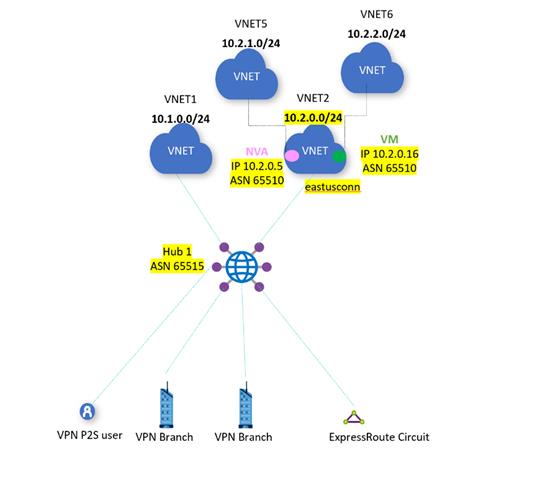 VNET6
VNET5
10.2.2.0/24
10.2.1.0/24
VNET
VNET
VNET1
VNET2
10.1.0.0/24
10.2.0.0/24
VNET
NVA
IP 10.2.0.5
ASN 65510
VNET
VM
IP 10.2.0.16
ASN 65510
eastusconn
Hub 1
ASN 65515
VPN P2S user
VPN Branch
VPN Branch
ExpressRoute Circuit